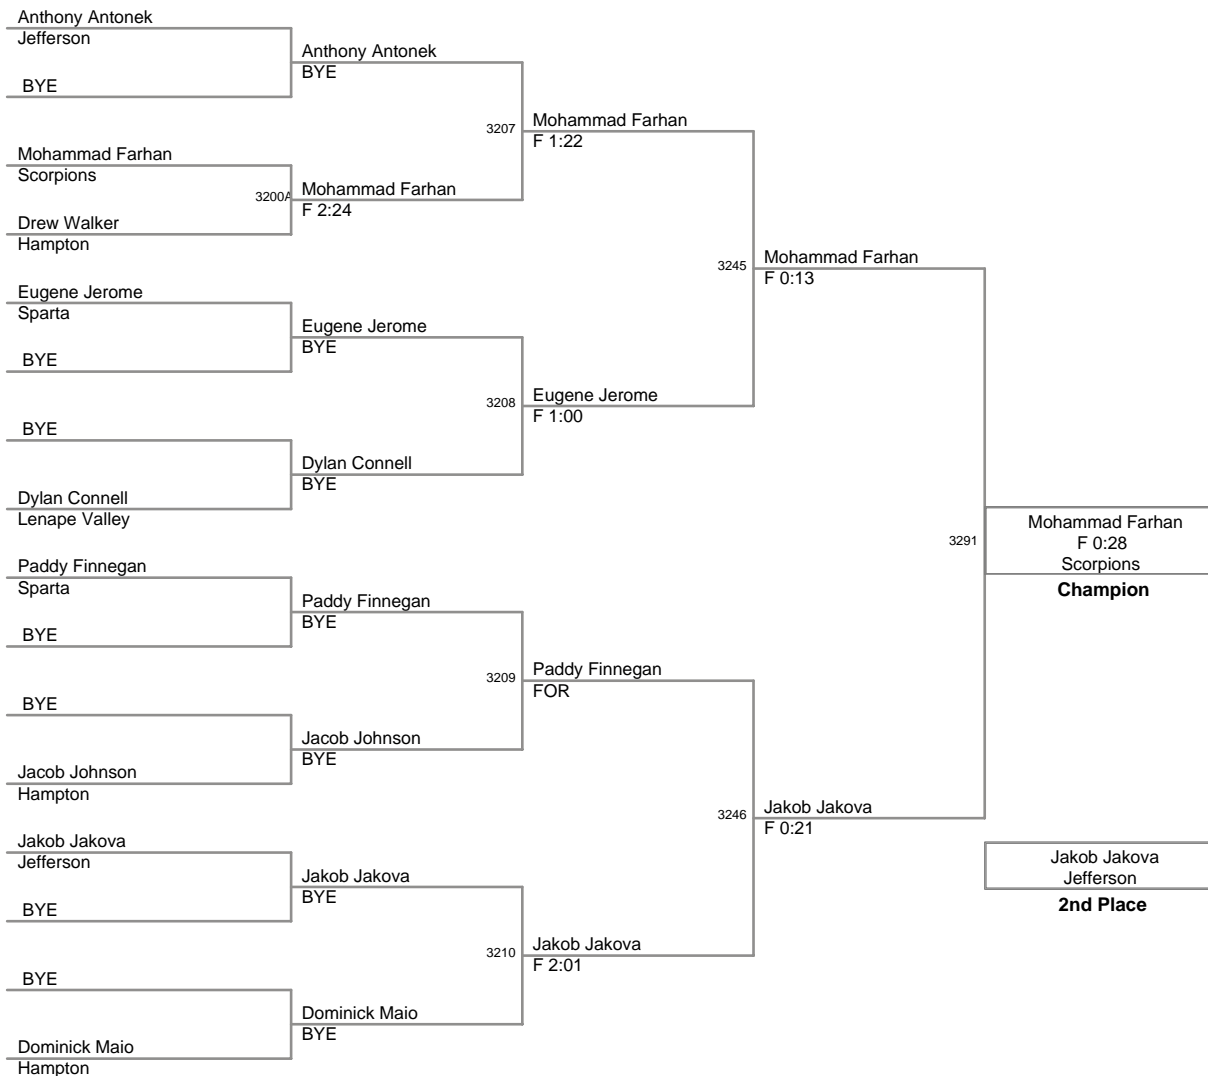 Anthony Antonek
Jefferson
BYE
Mohammad Farhan
Scorpions
Drew Walker
Hampton
Eugene Jerome
Sparta
BYE
BYE
Dylan Connell
Lenape Valley
Paddy Finnegan
Sparta
BYE
BYE
Jacob Johnson
Hampton
Jakob Jakova
Jefferson
BYE
BYE
Dominick Maio
Hampton
Anthony Antonek
BYE
3200A
Mohammad Farhan
F 2:24
Eugene Jerome
BYE
Dylan Connell
BYE
Paddy Finnegan
BYE
Jacob Johnson
BYE
Jakob Jakova
BYE
Dominick Maio
BYE
3207
Mohammad Farhan
F 1:22
3208
Eugene Jerome
F 1:00
3209
Paddy Finnegan
FOR
3210
Jakob Jakova
F 2:01
3245
Mohammad Farhan
F 0:13
3246
Jakob Jakova
F 0:21
3291
Mohammad Farhan
F 0:28
Scorpions
Champion
Jakob Jakova
Jefferson
2nd Place